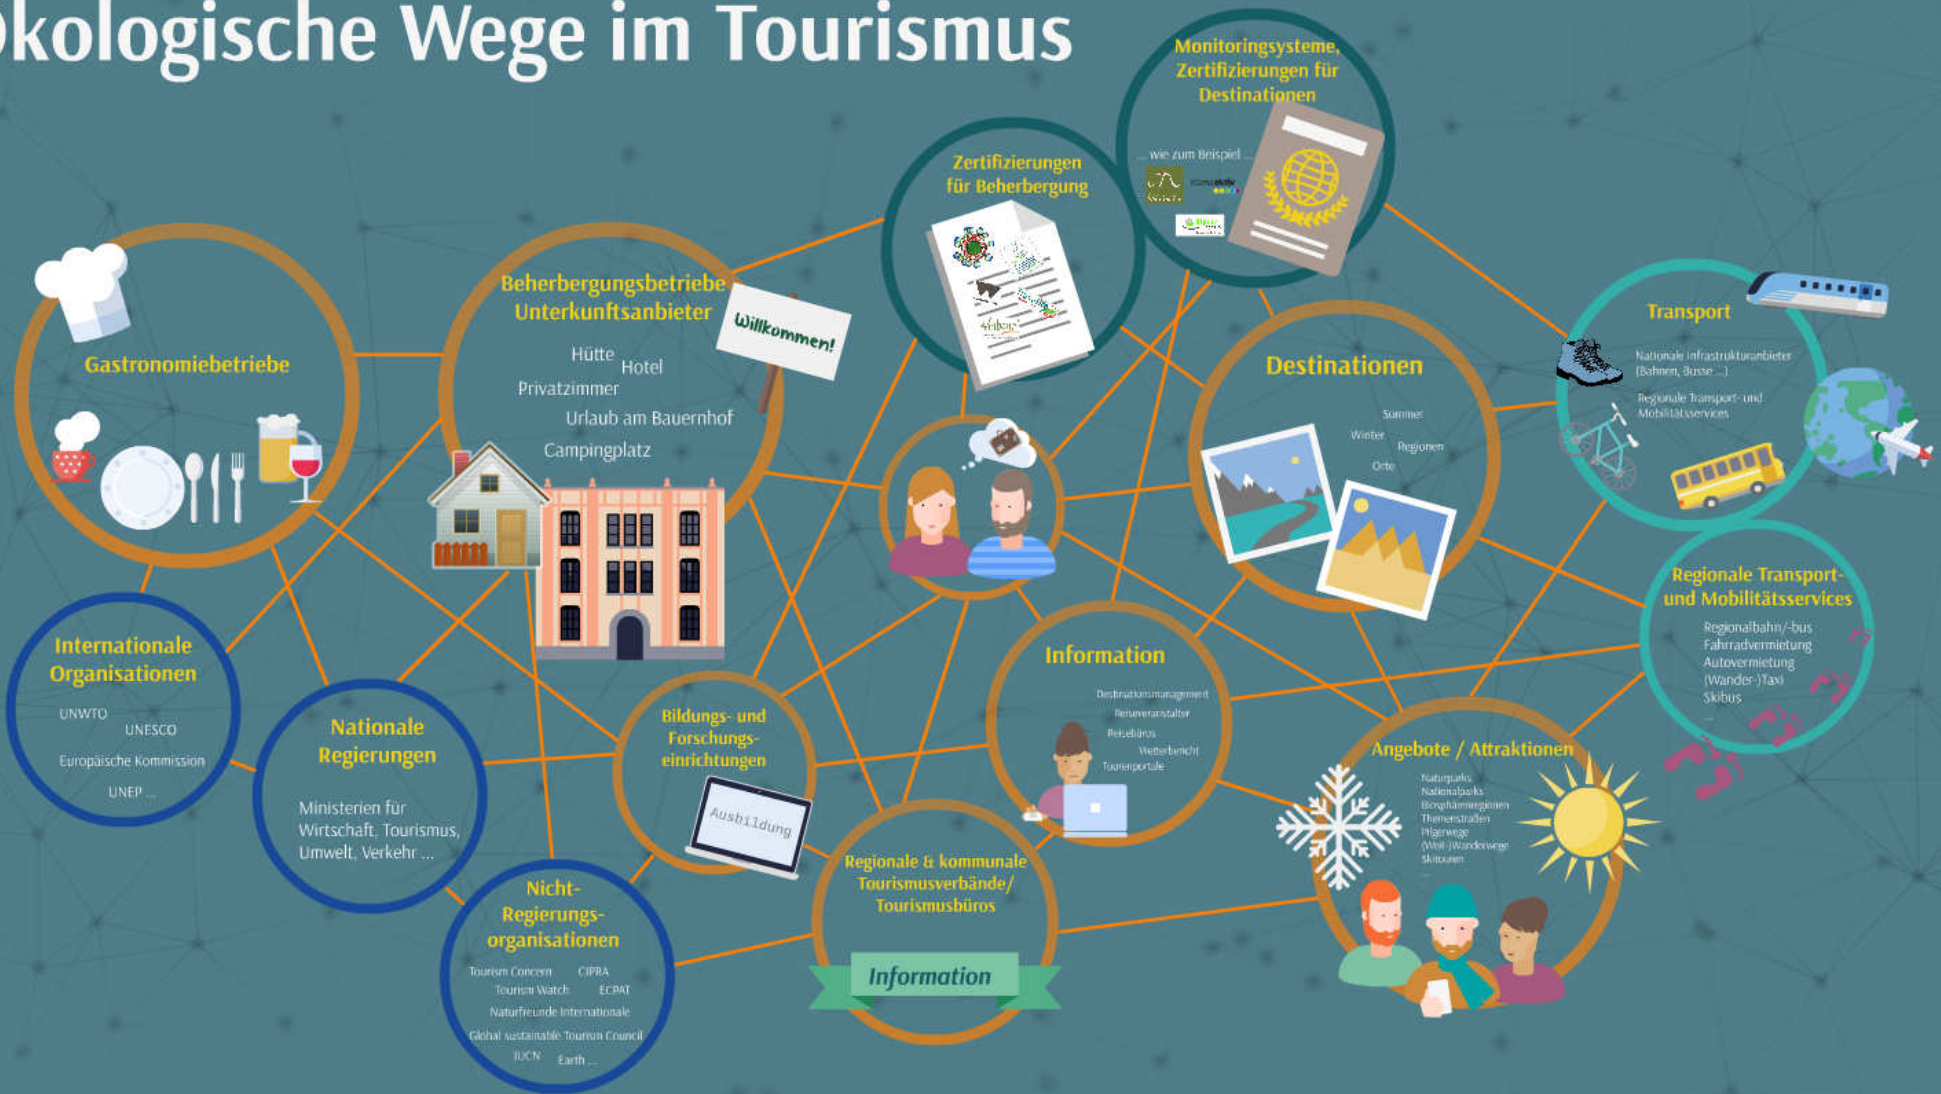 Ökologische Wege im Tourismus
Monitoringsysteme,
Zertifizierungen für
Destinationen
... wie zum Beispiel ...
Zertifizierungen
für Beherbergung
Gastronomiebetriebe
Beherbergungsbetriebe
Unterkunftsanbieter
Willkommen!
Hütte
Hotel
Privatzimmer
Urlaub am Bauernhof
Campingplatz
Destinationen
Sommer
Winter
Regionen
Orte
Transport
Nationale Infrastrukturanbieter
(Bahnen, Busse ...)
Regionale Transport- und
Mobilitätsservices
Regionale Transport-
und Mobilitätsservices
Regionalbahn/-bus
Fahrradvermietung
Autovermietung
(Wander-)Taxi
Skibus
...
Internationale
Organisationen
UNWTO
UNESCO
Europäische Kommission
UNEP ...
Nationale
Regierungen
Ministerien für
Wirtschaft, Tourismus,
Umwelt, Verkehr ...
Bildungs- und
Forschungs-
einrichtungen
Ausbildung
Information
Destinationsmanagement
Reiseveranstalter
Reisebüros
Wetterbericht
Tourenportale
Angebote / Attraktionen
Naturparks
Nationalparks
Biosphärenregionen
Themenstraßen
Pilgerwege
(Weit-)Wanderwege
Skitouren
...
Regionale & kommunale
Tourismusverbände/
Tourismusbüros
Information
Nicht-
Regierungs-
organisationen
Tourism Concern CIPRA
Tourism Watch ECPAT
Naturfreunde Internationale
Global sustainable Tourism Council
IUCN Earth ...